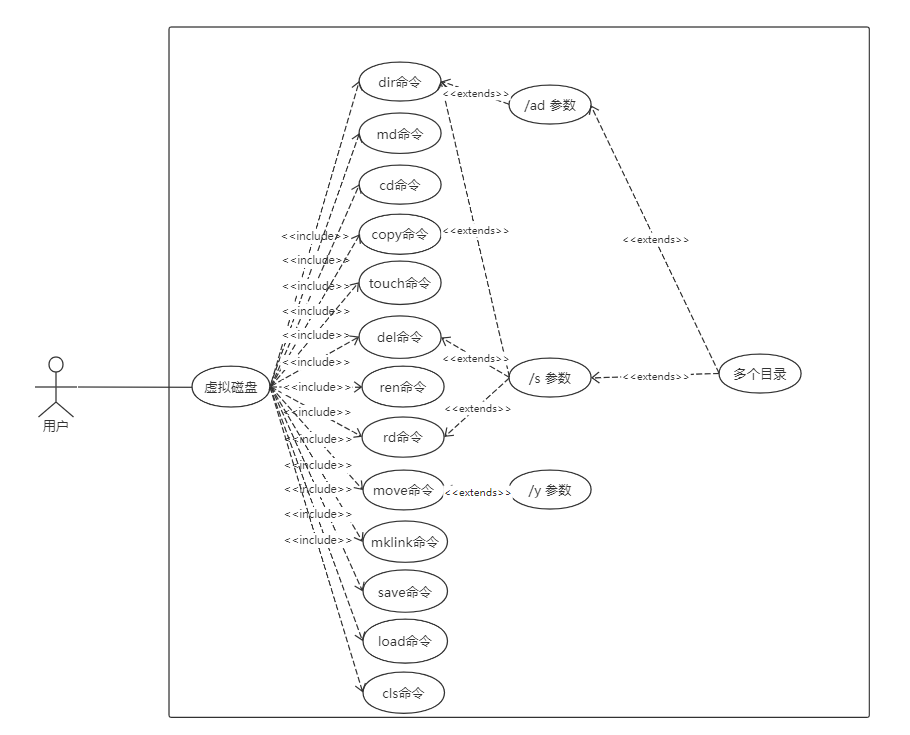 dir命令
<<extends>>
/ad 参数
md命令
cd命令
<<include>>
copy命令
<<extends>>
<<extends>>
<<include>>
touch命令
<<include>>
<<include>>
<<include>>
del命令
<<include>>
<<extends>>
用户
虚拟磁盘
<<include>>
ren命令
/s 参数
<<extends>>
多个目录
<<include>>
<<extends>>
<<include>>
rd命令
<<include>>
<<include>>
move命令
<<extends>>
/y 参数
<<include>>
<<include>>
mklink命令
save命令
load命令
cls命令